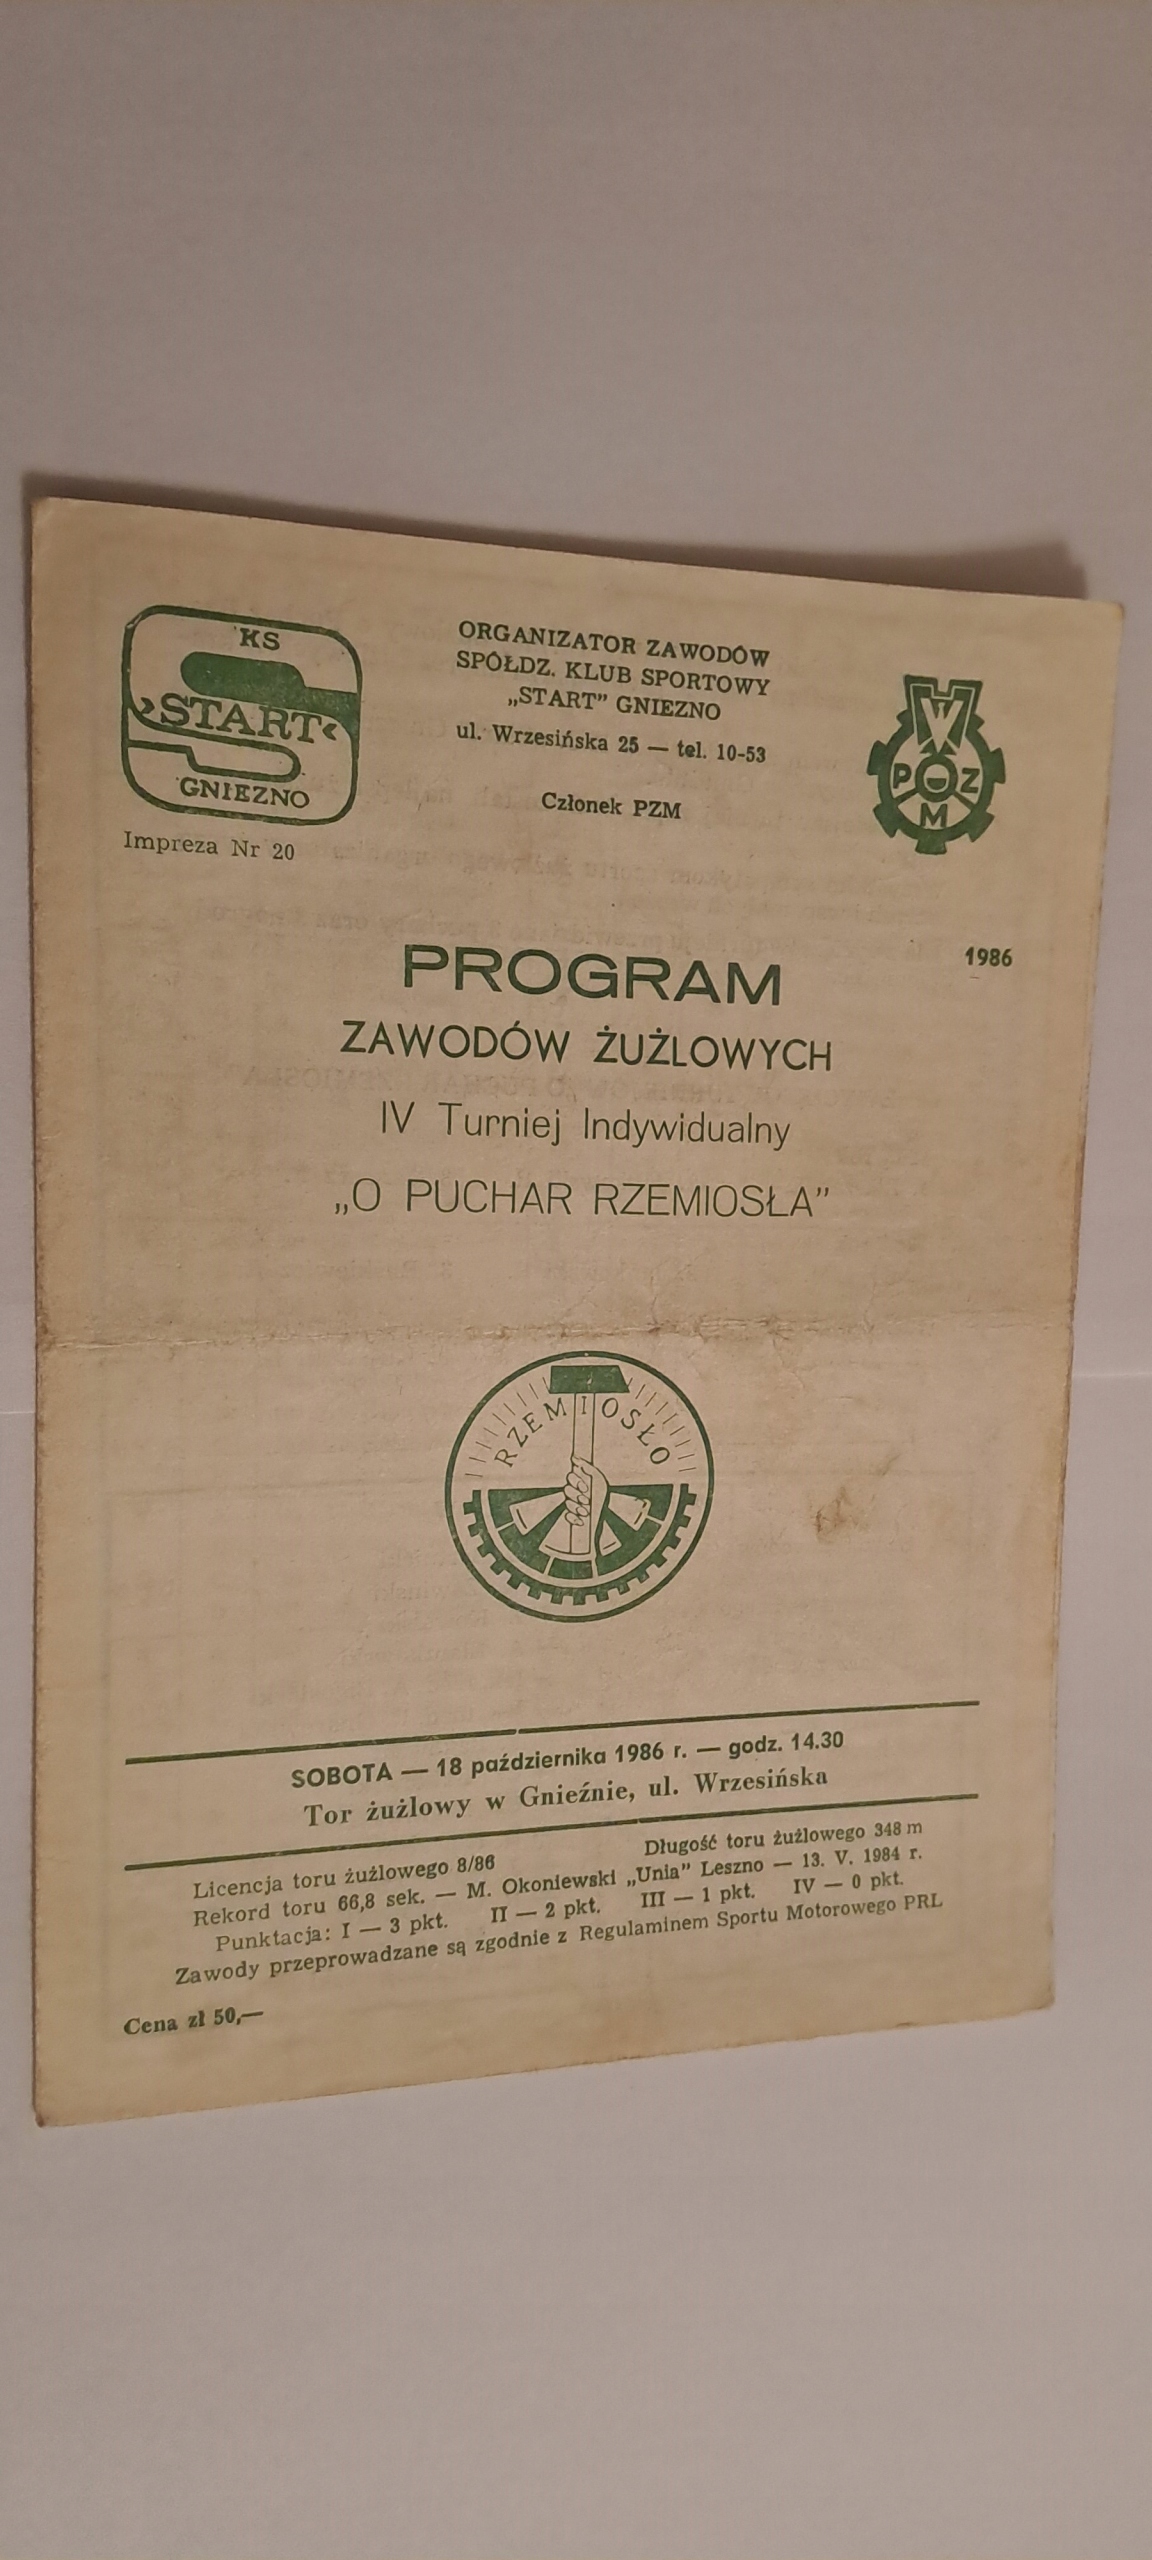 KS
›START‹
GNIEZNO
Impreza Nr 20
ORGANIZATOR ZAWODÓW
SPÓŁDZ. KLUB SPORTOWY
„START” GNIEZNO
ul. Wrzesińska 25 — tel. 10-53
Członek PZM
P Z
M
1986
PROGRAM
ZAWODÓW ŻUŻLOWYCH
IV Turniej Indywidualny
„O PUCHAR RZEMIOSŁA”
RZEMIOSŁO
SOBOTA — 18 października 1986 r. — godz. 14.30
Tor żużlowy w Gnieźnie, ul. Wrzesińska
Licencja toru żużlowego 8/86 Długość toru żużlowego 348 m
Rekord toru 66,8 sek. — M. Okoniewski „Unia” Leszno — 13. V. 1984 r.
Punktacja: I — 3 pkt. II — 2 pkt. III — 1 pkt. IV — 0 pkt.
Zawody przeprowadzane są zgodnie z Regulaminem Sportu Motorowego PRL
Cena zł 50,—